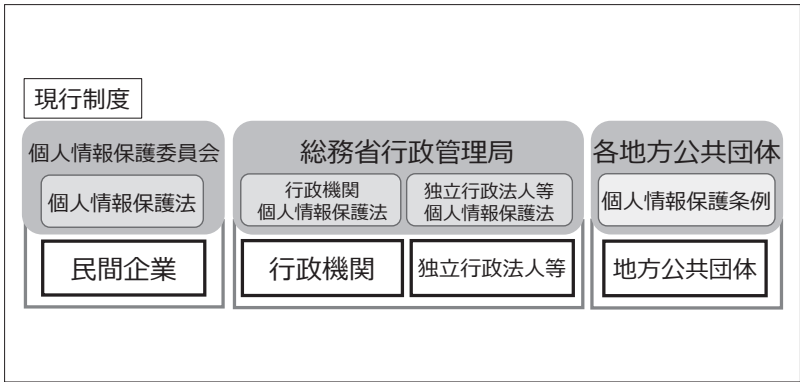 現行制度
個人情報保護委員会
個人情報保護法
民間企業
総務省行政管理局
行政機関
個人情報保護法
独立行政法人等
個人情報保護法
行政機関
独立行政法人等
各地方公共団体
個人情報保護条例
地方公共団体